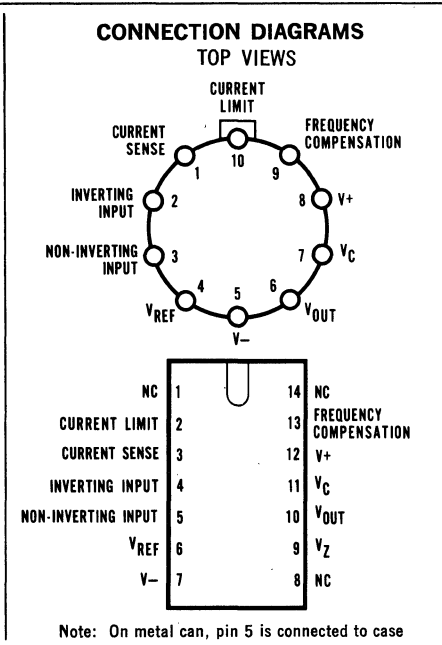 CONNECTION DIAGRAMS
TOP VIEWS
CURRENT
LIMIT
CURRENT
SENSE
FREQUENCY
COMPENSATION
10
1
9
INVERTING
INPUT
2
8
V+
NON-INVERTING
INPUT
3
7
VC
4
5
6
VREF
VOUT
V–
NC 1 14 NC
CURRENT LIMIT 2 13 FREQUENCY
COMPENSATION
CURRENT SENSE 3 12 V+
INVERTING INPUT 4 11 VC
NON-INVERTING INPUT 5 10 VOUT
VREF 6 9 VZ
V– 7 8 NC
Note: On metal can, pin 5 is connected to case